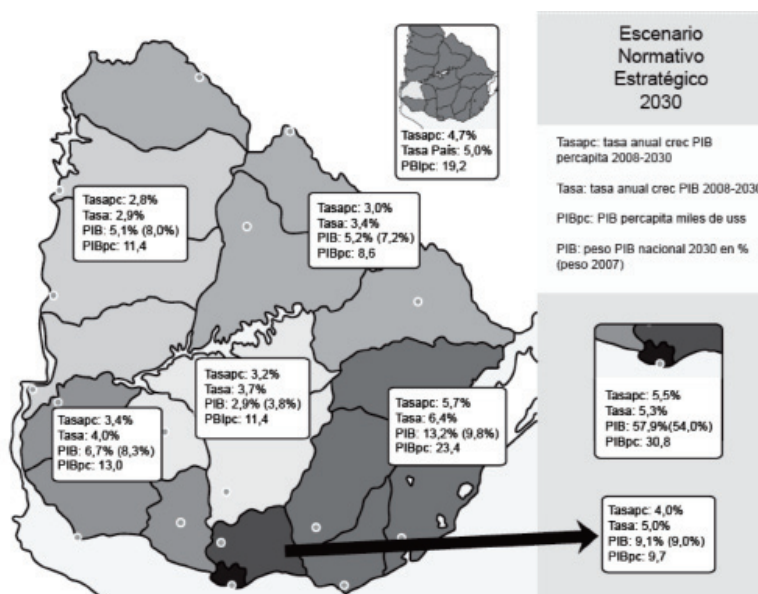 Escenario
Normativo
Estratégico
2030
Tasapc: tasa anual crec PIB
percapita 2008-2030
Tasa: tasa anual crec PIB 2008-2030
PIBpc: PIB percapita miles de uss
PIB: peso PIB nacional 2030 en %
(peso 2007)
Tasapc: 4,7%
Tasa Pais: 5,0%
PBIpc: 19,2
Tasapc: 2,8%
Tasa: 2,9%
PIB: 5,1% (8,0%)
PIBpc: 11,4
Tasapc: 3,0%
Tasa: 3,4%
PIB: 5,2% (7,2%)
PIBpc: 8,6
Tasapc: 3,2%
Tasa: 3,7%
PIB: 2,9% (3,8%)
PBIpc: 11,4
Tasapc: 5,7%
Tasa: 6,4%
PIB: 13,2% (9,8%)
PIBpc: 23,4
Tasapc: 3,4%
Tasa: 4,0%
PIB: 6,7% (8,3%)
PIBpc: 13,0
Tasapc: 5,5%
Tasa: 5,3%
PIB: 57,9%(54,0%)
PIBpc: 30,8
Tasapc: 4,0%
Tasa: 5,0%
PIB: 9,1% (9,0%)
PIBpc: 9,7